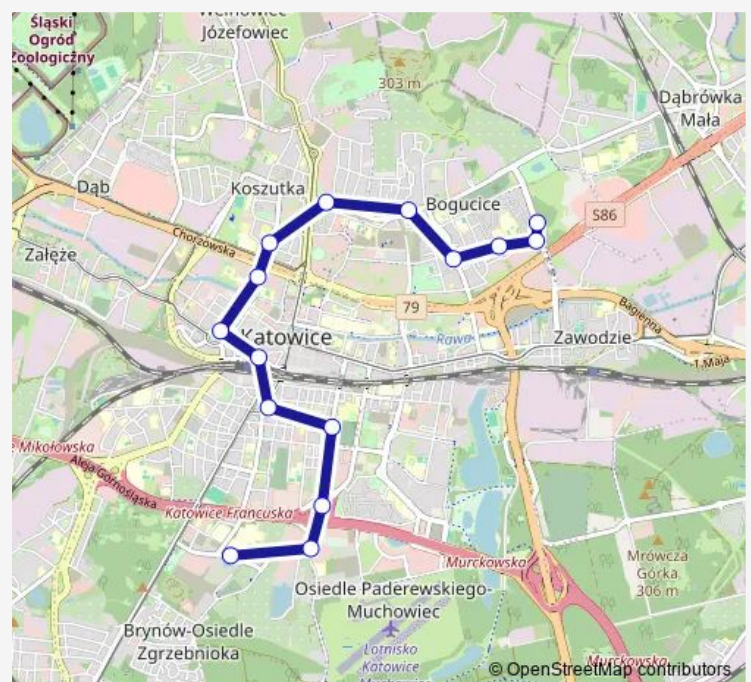 Śląski
Ogród
Zoologiczny
Wełnowiec-
Józefowiec
303 m
Dąbrówka
Mała
Dąb
Koszutka
Bogucice
S86
Chorzowska
Załęże
79
Bagienna
Katowice
Rawa
Zawodzie
1 Maja
e Mikołowska
Aleja Górnośląska
Katowice Francuska
Murckowska
Mrówcza
Górka
306 m
Osiedle Paderewskiego-
Muchowiec
Brynów-Osiedle
Zgrzebnioka
Lotnisko
Katowice
Murckowska
© OpenStreetMap contributors